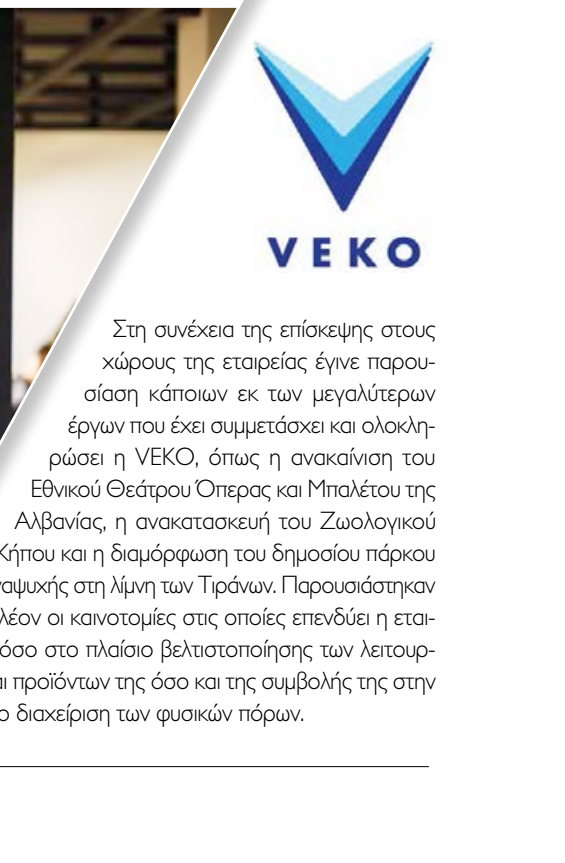 VEKO
Στη συνέχεια της επίσκεψης στους
χώρους της εταιρείας έγινε παρου-
σίαση κάποιων εκ των μεγαλύτερων
έργων που έχει συμμετάσχει και ολοκλη-
ρώσει η VEKO, όπως η ανακαίνιση του
Εθνικού Θεάτρου Όπερας και Μπαλέτου της
Αλβανίας, η ανακατασκευή του Ζωολογικού
Κήπου και η διαμόρφωση του δημοσίου πάρκου
στη λίμνη των Τιράνων. Παρουσιάστηκαν
οι καινοτομίες στις οποίες επενδύει η εται-
στο πλαίσιο βελτιστοποίησης των λειτουρ-
προϊόντων της όσο και της συμβολής της στην
διαχείριση των φυσικών πόρων.